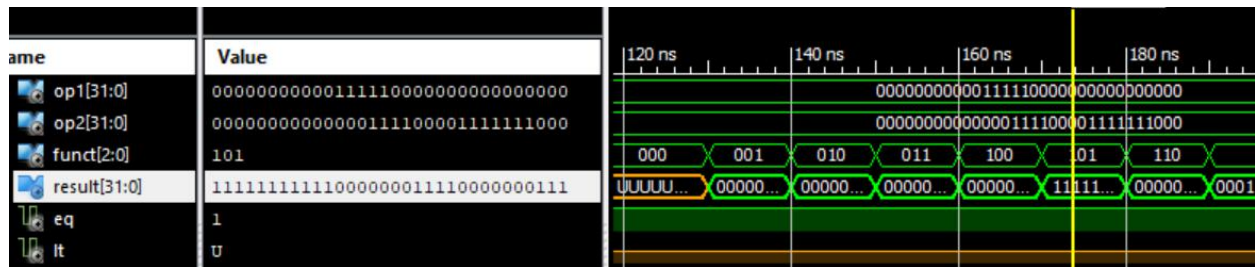 ame Value 120 ns 140 ns 160 ns 180 ns
op1[31:0] 00000000000111110000000000000000 00000000000111110000000000000000
op2[31:0] 00000000000000111100001111111000 00000000000000111100001111111000
funct[2:0] 101 000 001 010 011 100 101 110
result[31:0] 11111111111000000011110000000111 UUUUU... 00000... 00000... 00000... 00000... 11111... 00000... 0001
eq 1
lt U